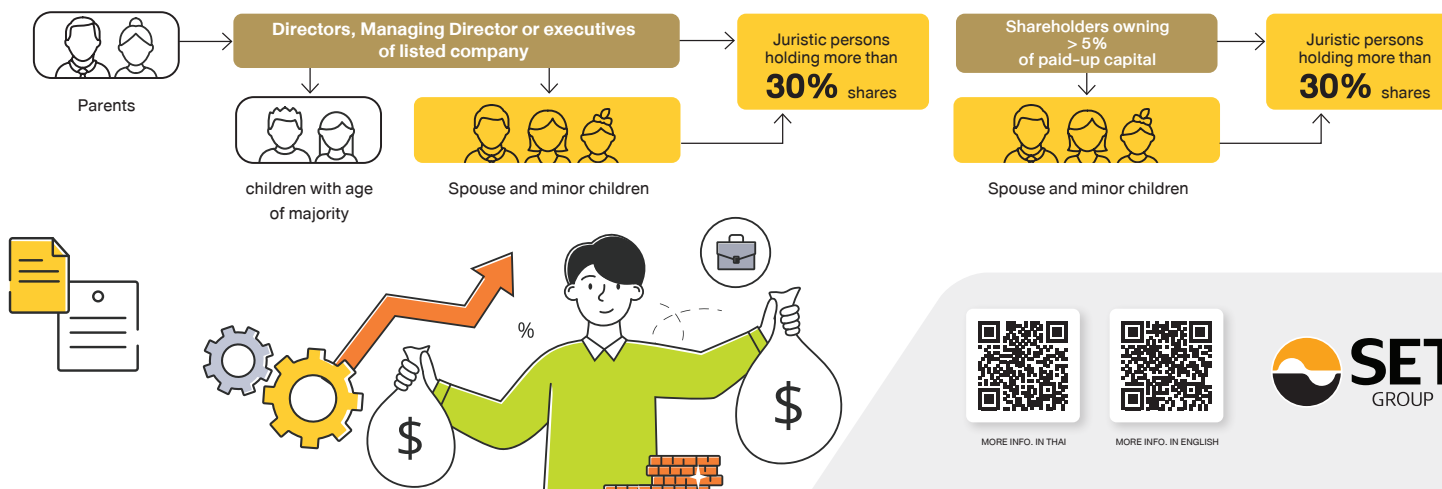 Directors, Managing Director or executives
of listed company
Juristic persons
holding more than
30% shares
Shareholders owning
> 5%
of paid-up capital
Juristic persons
holding more than
30% shares
Parents
children with age
of majority
Spouse and minor children
Spouse and minor children
%
$
$
MORE INFO. IN THAI
MORE INFO. IN ENGLISH
SET
GROUP